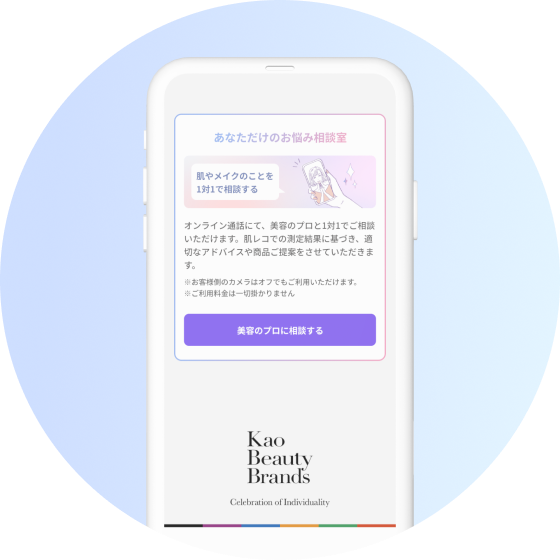 あなただけのお悩み相談室
肌やメイクのことを
1対1で相談する
オンライン通話にて、美容のプロと1対1でご相談
いただけます。肌レコでの測定結果に基づき、適
切なアドバイスや商品ご提案をさせていただきま
す。
※お客様側のカメラはオフでもご利用いただけます。
※ご利用料金は一切掛かりません
美容のプロに相談する
Kao
Beauty
Brands
Celebration of Individuality